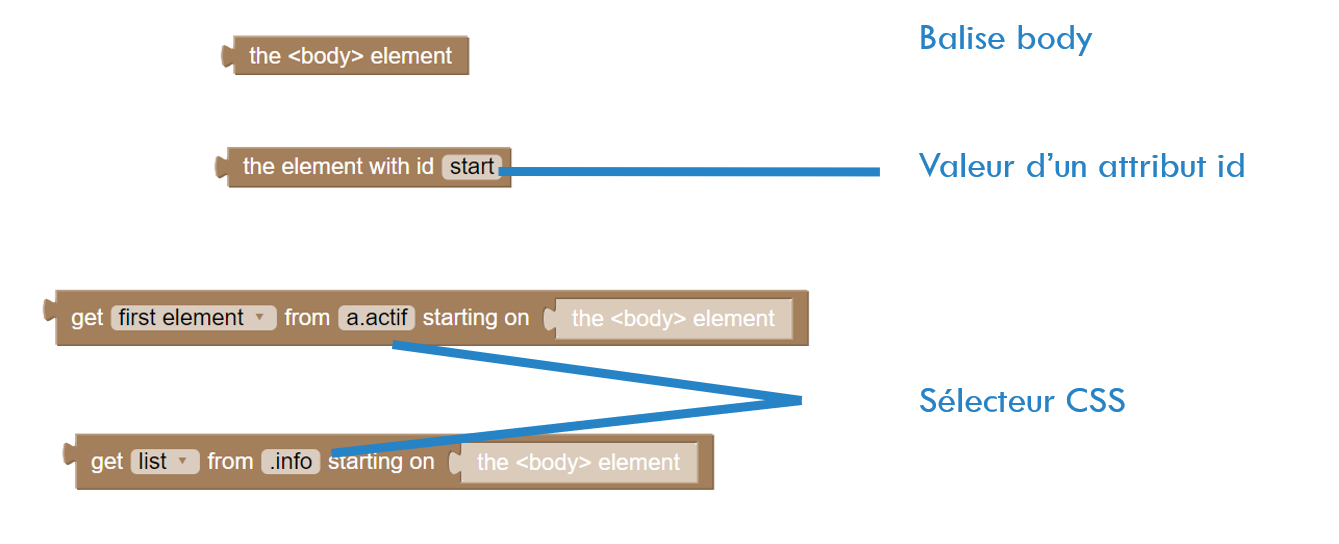 the <body> element
Balise body
the element with id start
Valeur d'un attribut id
get first element from a.actif starting on the <body> element
Sélecteur CSS
get list from .info starting on the <body> element